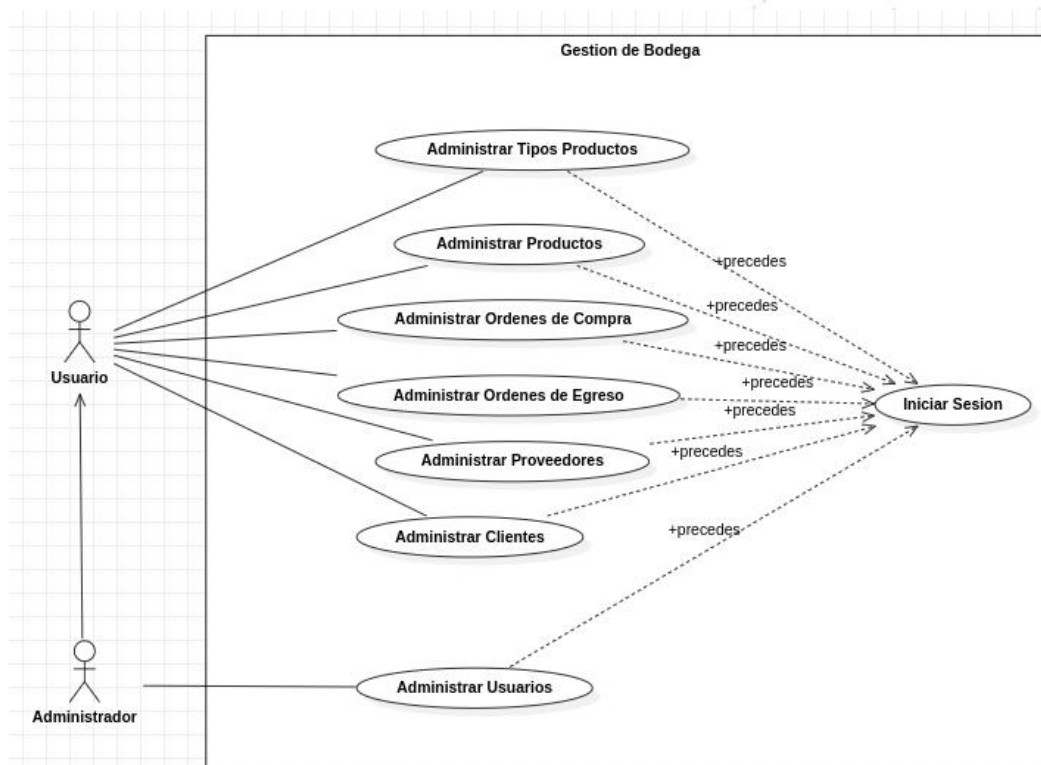 Gestion de Bodega
Administrar Tipos Productos
Administrar Productos
+precedes
+precedes
Administrar Ordenes de Compra
+precedes
Usuario
+precedes
Administrar Ordenes de Egreso
Iniciar Sesion
+precedes
Administrar Proveedores
+precedes
Administrar Clientes
+precedes
Administrar Usuarios
Administrador